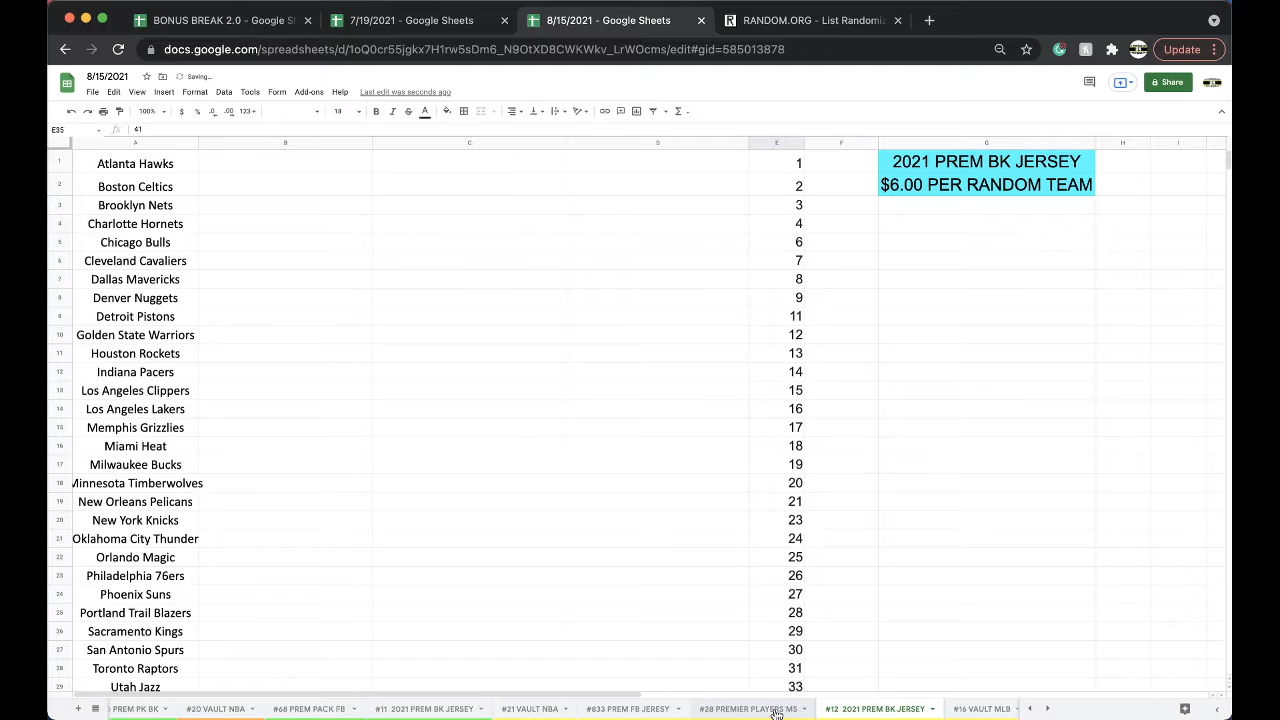 BONUS BREAK 2.0 - Google S
7/19/2021 - Google Sheets
8/15/2021 - Google Sheets
RANDOM.ORG - List Randomiz
docs.google.com/spreadsheets/d/1oQ0cr55jgkx7H1rw5sDm6_N9OtXD8CWKWkv_LrWOcms/edit#gid=585013878
Update
8/15/2021
Saving...
File Edit View Insert Format Data Tools Form Add-ons Help Last edit was seconds ago
Share
100% $ % .0 .00 123 18 B I S A
E35 fx 41
A B C D E F G H I
1 Atlanta Hawks 1 2021 PREM BK JERSEY
2 Boston Celtics 2 $6.00 PER RANDOM TEAM
3 Brooklyn Nets 3
4 Charlotte Hornets 4
5 Chicago Bulls 6
6 Cleveland Cavaliers 7
7 Dallas Mavericks 8
8 Denver Nuggets 9
9 Detroit Pistons 11
10 Golden State Warriors 12
11 Houston Rockets 13
12 Indiana Pacers 14
13 Los Angeles Clippers 15
14 Los Angeles Lakers 16
15 Memphis Grizzlies 17
16 Miami Heat 18
17 Milwaukee Bucks 19
18 Minnesota Timberwolves 20
19 New Orleans Pelicans 21
20 New York Knicks 23
21 Oklahoma City Thunder 24
22 Orlando Magic 25
23 Philadelphia 76ers 26
24 Phoenix Suns 27
25 Portland Trail Blazers 28
26 Sacramento Kings 29
27 San Antonio Spurs 30
28 Toronto Raptors 31
29 Utah Jazz 33
PREM PK BK #20 VAULT NBA #68 PREM PACK FB #11 2021 PREM BK JERSEY #21 VAULT NBA #833 PREM FB JERESY #28 PREMIER PLAYERS MS #12 2021 PREM BK JERSEY #16 VAULT MLB